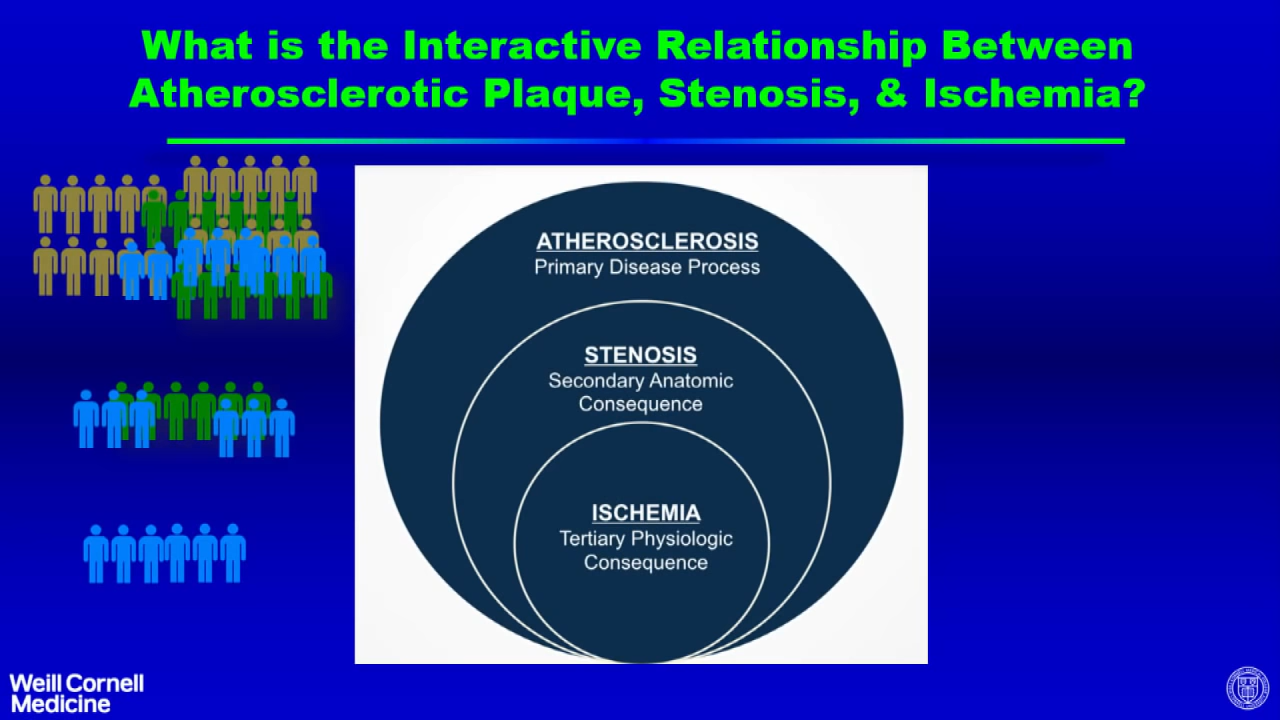 What is the Interactive Relationship Between
Atherosclerotic Plaque, Stenosis, & Ischemia?
ATHEROSCLEROSIS
Primary Disease Process
STENOSIS
Secondary Anatomic
Consequence
ISCHEMIA
Tertiary Physiologic
Consequence
Weill Cornell
Medicine